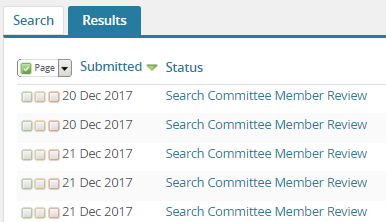 Search Results
Page Submitted Status
20 Dec 2017 Search Committee Member Review
20 Dec 2017 Search Committee Member Review
21 Dec 2017 Search Committee Member Review
21 Dec 2017 Search Committee Member Review
21 Dec 2017 Search Committee Member Review